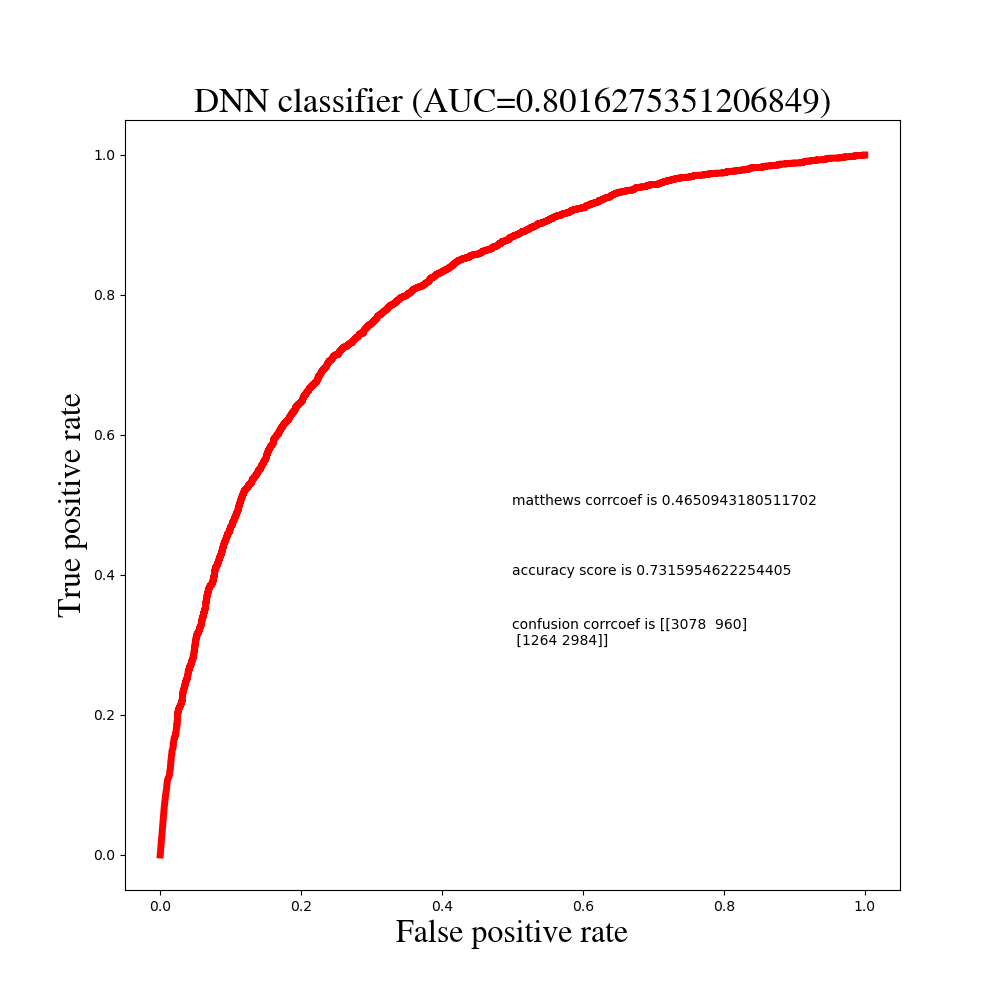 DNN classifier (AUC=0.8016275351206849)
1.0
0.8
0.6
0.4
0.2
0.0
True positive rate
matthews corrcoef is 0.4650943180511702
accuracy score is 0.7315954622254405
confusion corrcoef is [[3078  960]
[1264 2984]]
0.0 0.2 0.4 0.6 0.8 1.0
False positive rate